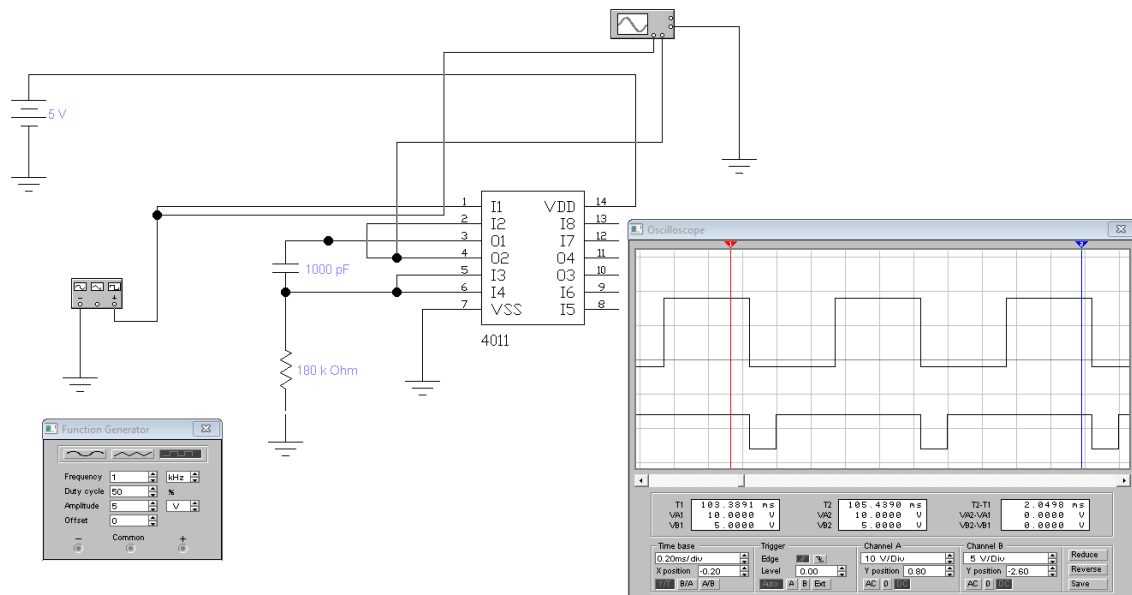 5 V
1 I1 VDD 14
2 I2 I8 13
3 O1 I7 12
4 O2 O4 11
5 I3 O3 10
6 I4 I6 9
7 VSS I5 8
4011
1000 pF
180 k Ohm
Function Generator
Frequency 1 kHz
Duty cycle 50 %
Amplitude 5 V
Offset 0
− Common +
Oscilloscope
1 2
T1 103.3891 ms T2 105.4390 ms T2-T1 2.0498 ms
VA1 10.0000 V VA2 10.0000 V VA2-VA1 0.0000 V
VB1 5.0000 V VB2 5.0000 V VB2-VB1 0.0000 V
Time base Trigger Channel A Channel B
0.20ms/div Edge 10 V/Div 5 V/Div Reduce
X position -0.20 Level 0.00 Y position 0.80 Y position -2.60 Reverse
Y/T B/A A/B Auto A B Ext AC 0 DC AC 0 DC Save